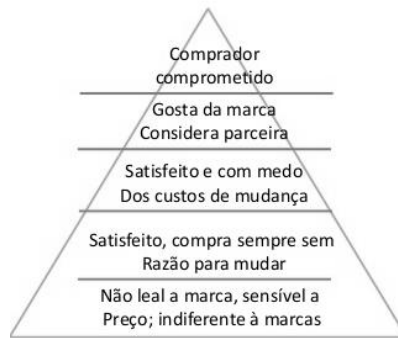 Comprador
comprometido
Gosta da marca
Considera parceira
Satisfeito e com medo
Dos custos de mudança
Satisfeito, compra sempre sem
Razão para mudar
Não leal a marca, sensível a
Preço; indiferente à marcas